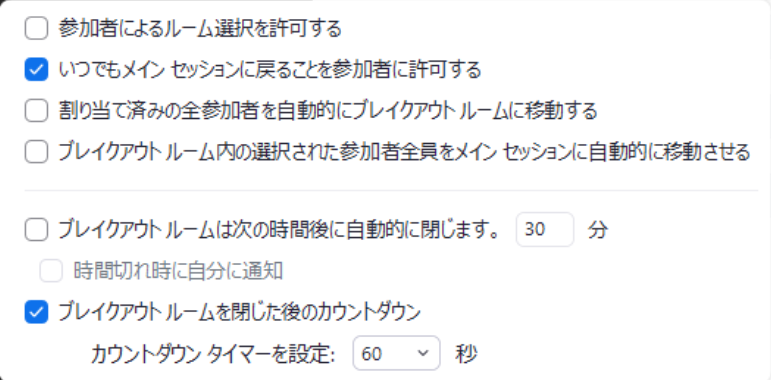 参加者によるルーム選択を許可する
いつでもメイン セッションに戻ることを参加者に許可する
割り当て済みの全参加者を自動的にブレイクアウト ルームに移動する
ブレイクアウト ルーム内の選択された参加者全員をメイン セッションに自動的に移動させる
ブレイクアウト ルームは次の時間後に自動的に閉じます。 30 分
時間切れ時に自分に通知
ブレイクアウト ルームを閉じた後のカウントダウン
カウントダウン タイマーを設定: 60 秒